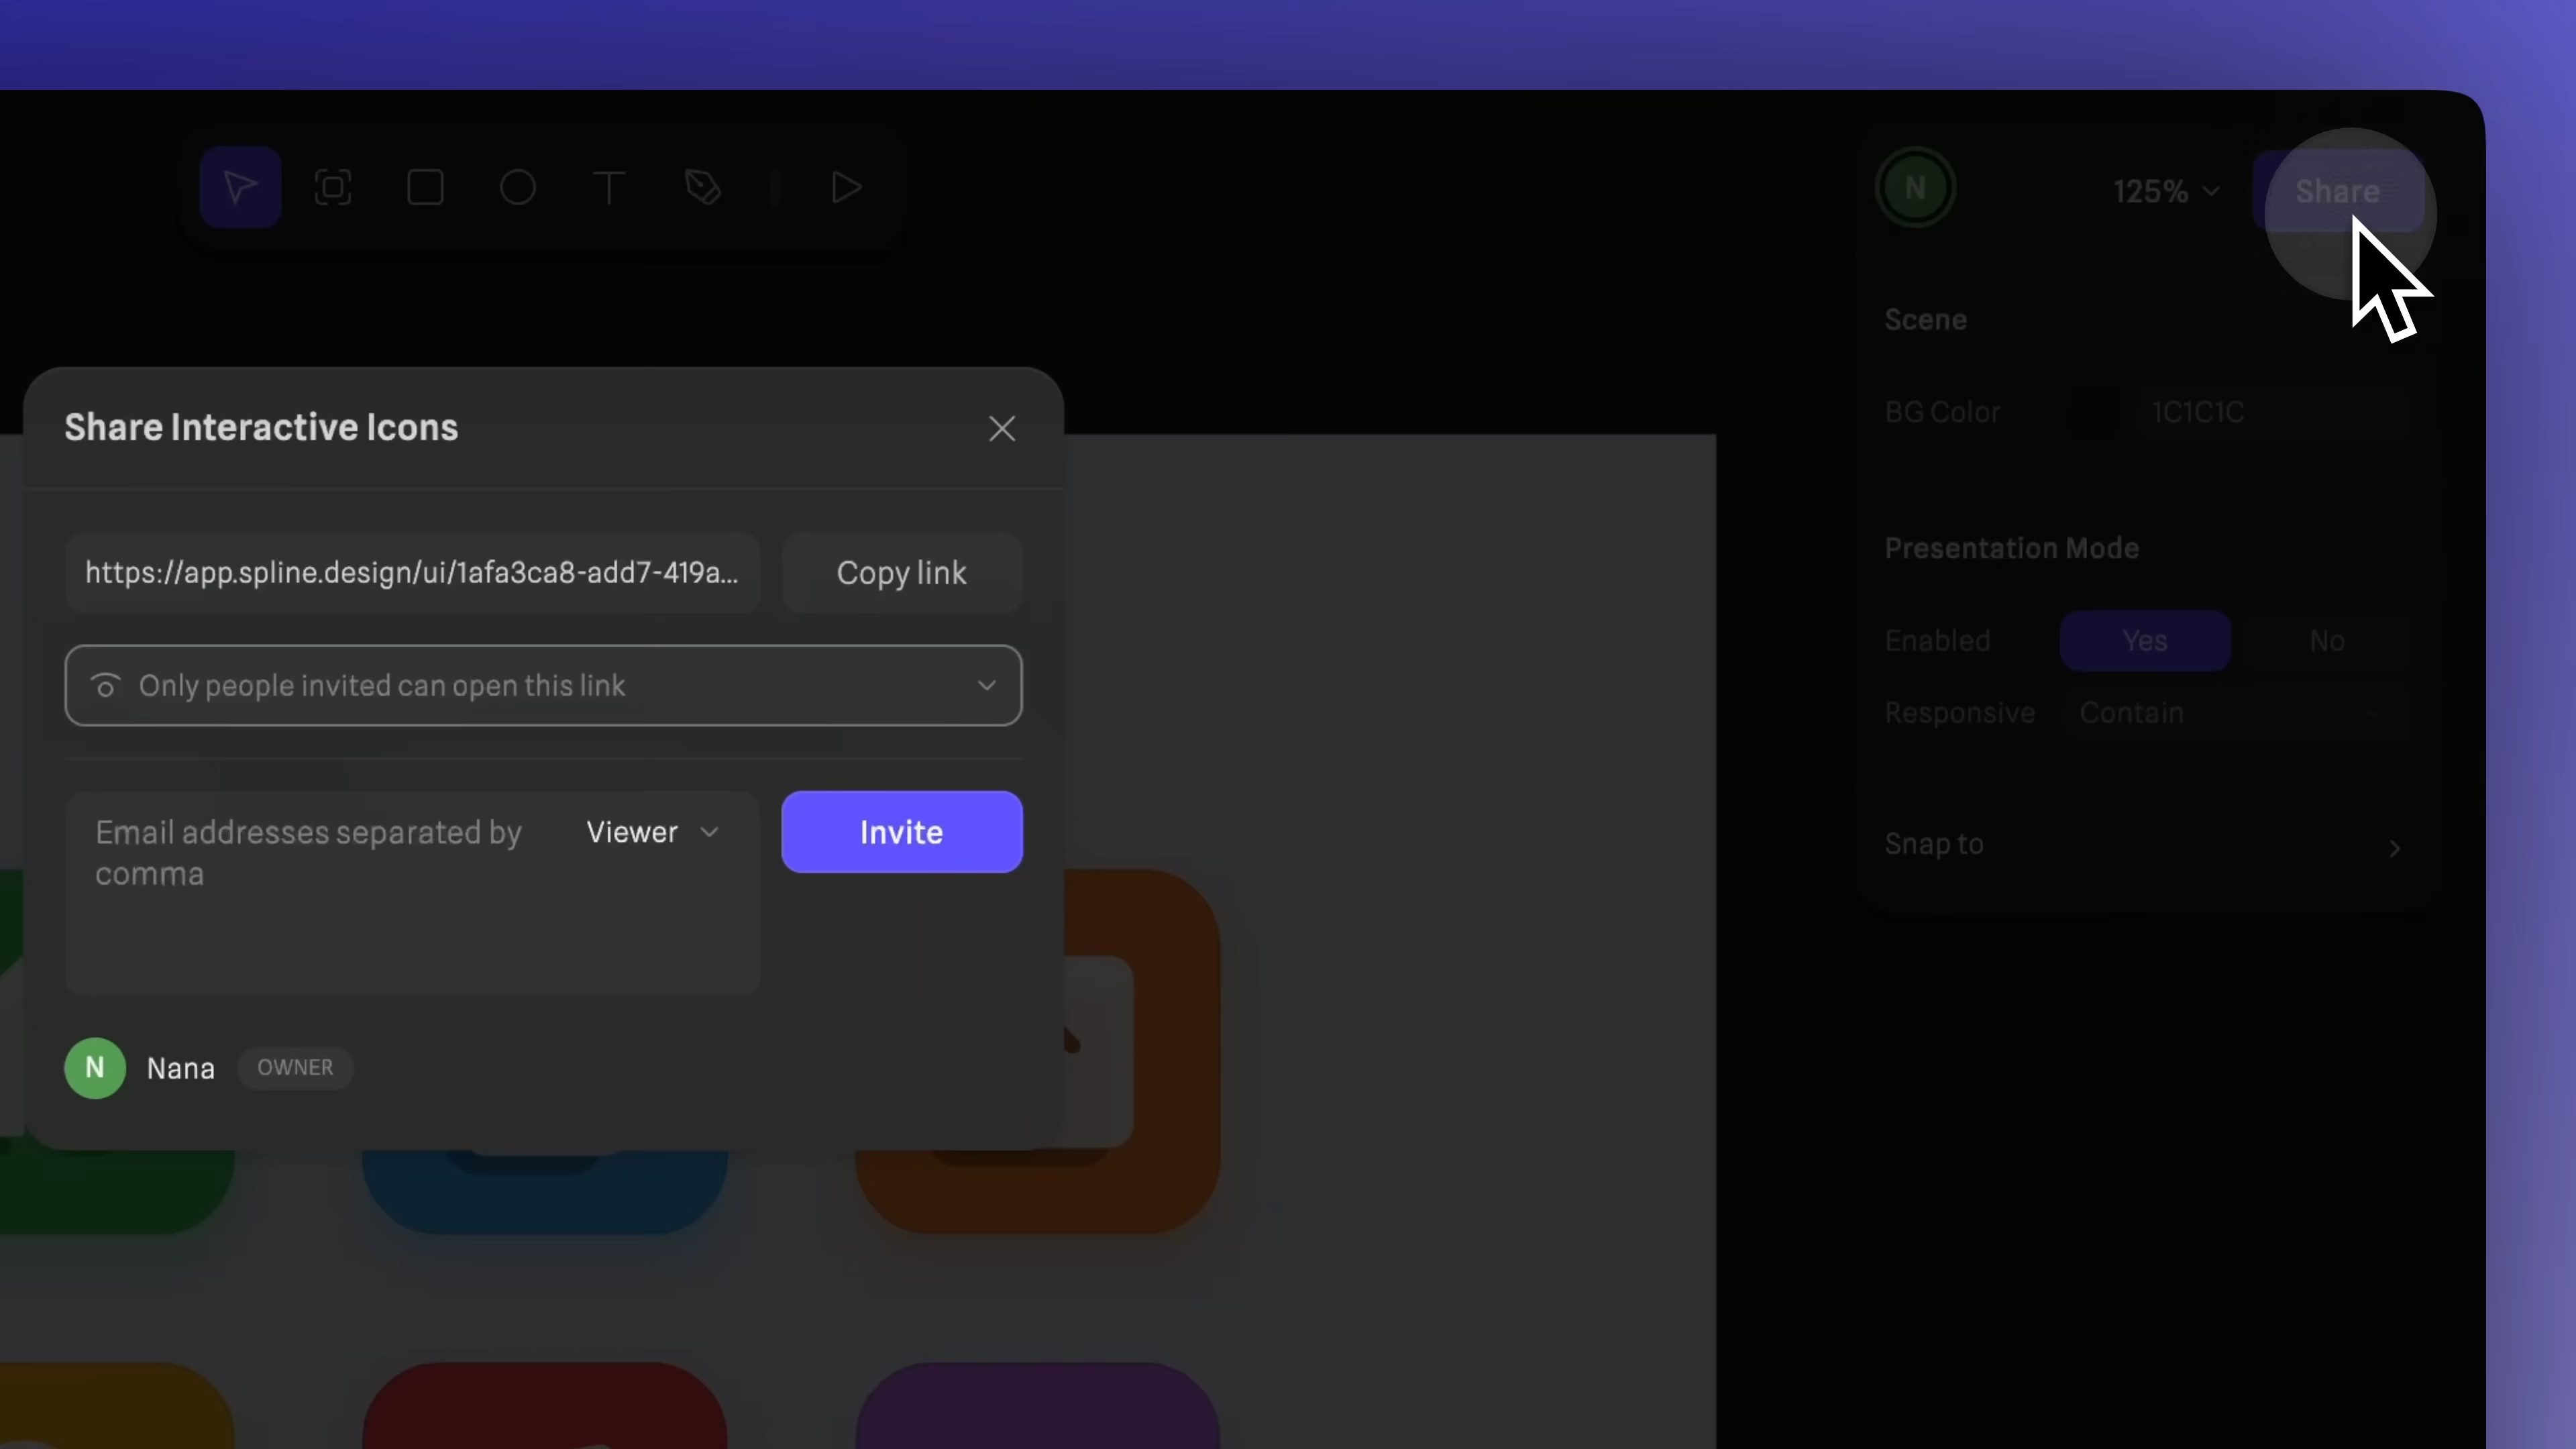 N
125%
Share
Scene
BG Color
1C1C1C
Presentation Mode
Enabled
Yes
No
Responsive
Contain
Snap to
Share Interactive Icons
https://app.spline.design/ui/1afa3ca8-add7-419a...
Copy link
Only people invited can open this link
Email addresses separated by
comma
Viewer
Invite
N
Nana
OWNER